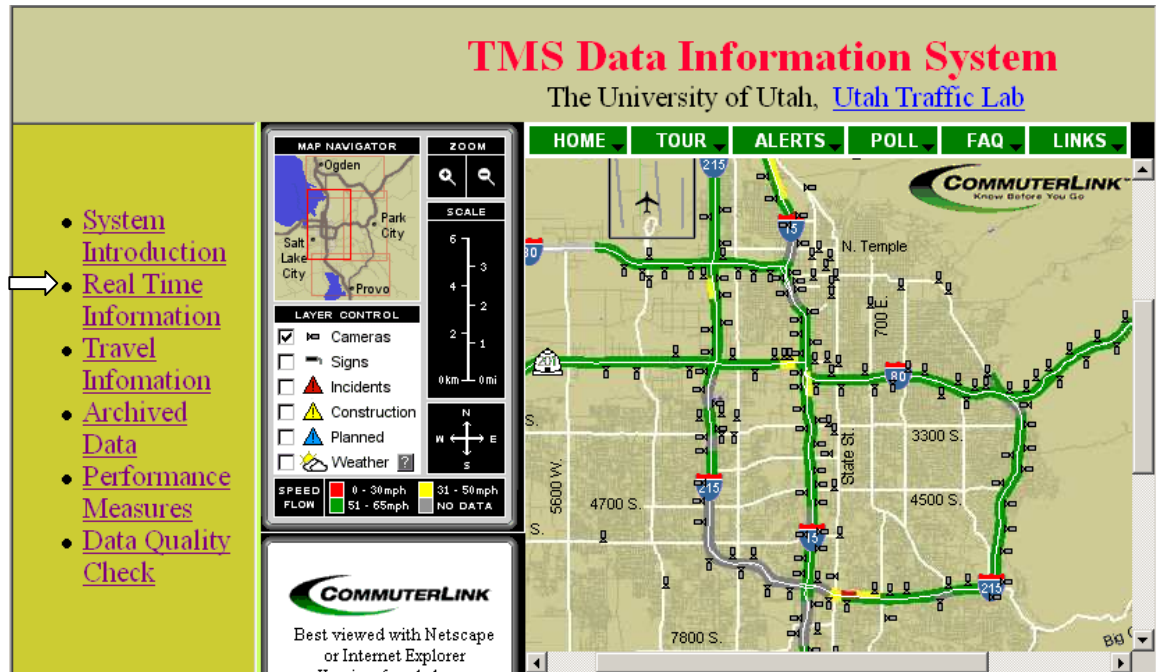 TMS Data Information System
The University of Utah, Utah Traffic Lab
System
Introduction
Real Time
Information
Travel
Infomation
Archived
Data
Performance
Measures
Data Quality
Check
MAP NAVIGATOR
Ogden
Park
City
Salt
Lake
City
Provo
ZOOM
SCALE
6
3
4
2
2
1
0km
0mi
N
W
E
S
LAYER CONTROL
Cameras
Signs
Incidents
Construction
Planned
Weather ?
SPEED
FLOW
0 - 30mph
31 - 50mph
51 - 65mph
NO DATA
COMMUTERLINK
Best viewed with Netscape
or Internet Explorer
HOME
TOUR
ALERTS
POLL
FAQ
LINKS
COMMUTERLINK
Know Before You Go
215
15
N. Temple
80
700 E.
201
80
S.
State St.
3300 S.
5600 W.
215
4700 S.
4500 S.
S.
15
215
7800 S.
Big